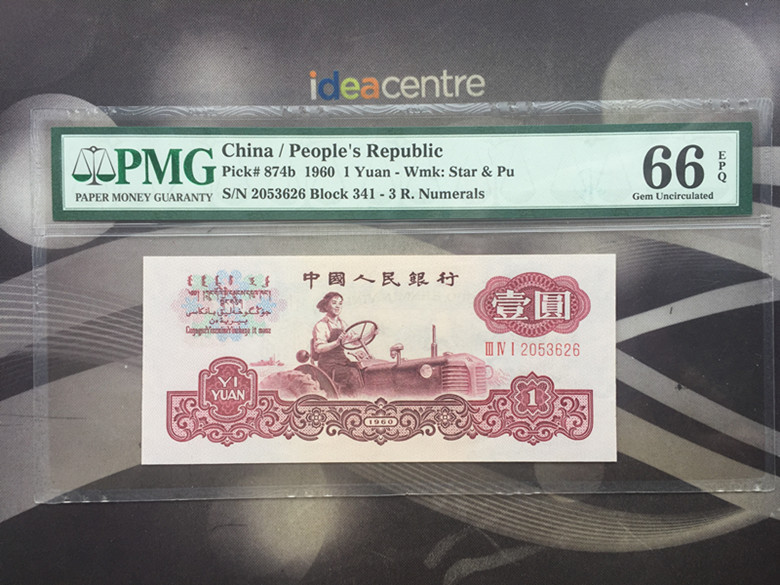 ideacentre
PMG
PAPER MONEY GUARANTY
China / People's Republic
Pick# 874b 1960 1 Yuan - Wmk: Star & Pu
S/N 2053626 Block 341 - 3 R. Numerals
66 EPQ
Gem Uncirculated
中國人民銀行
壹圓
III IV I 2053626
YI
YUAN
1960
1